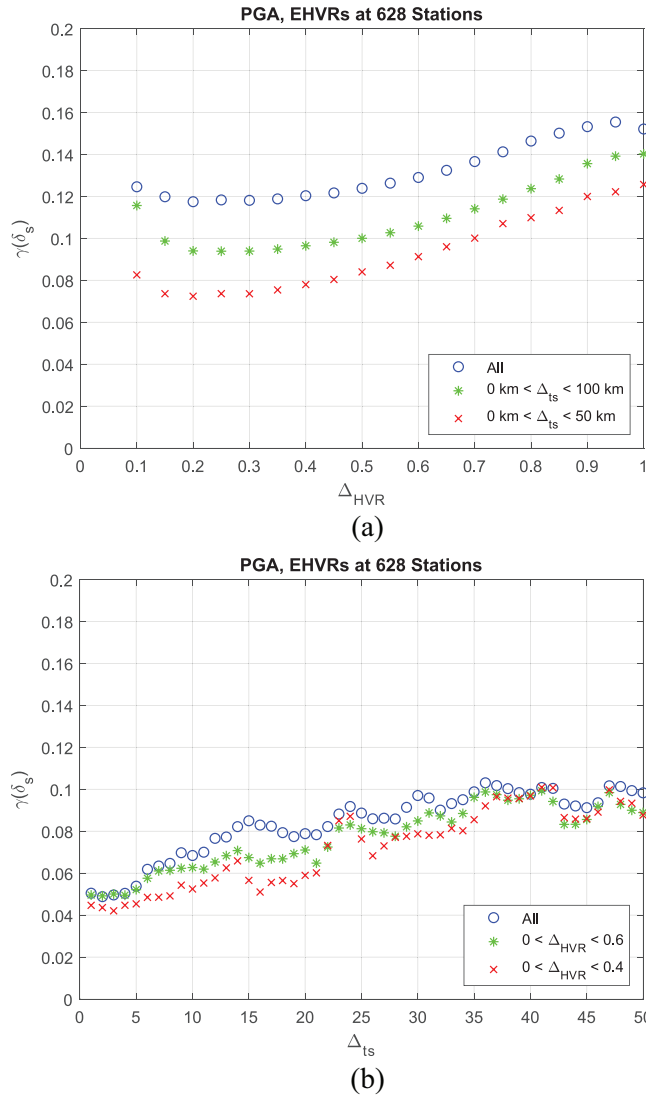 PGA, EHVRs at 628 Stations
0.2
0.18
0.16
0.14
0.12
0.1
0.08
0.06
0.04
0.02
0
γ(δs)
All
0 km < Δts < 100 km
0 km < Δts < 50 km
0 0.1 0.2 0.3 0.4 0.5 0.6 0.7 0.8 0.9 1
ΔHVR
(a)
PGA, EHVRs at 628 Stations
0.2
0.18
0.16
0.14
0.12
0.1
0.08
0.06
0.04
0.02
0
γ(δs)
All
0 < ΔHVR < 0.6
0 < ΔHVR < 0.4
0 5 10 15 20 25 30 35 40 45 50
Δts
(b)